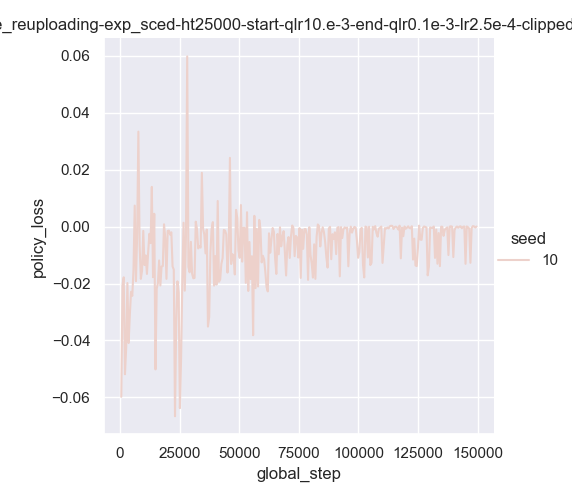 e_reuploading-exp_sced-ht25000-start-qlr10.e-3-end-qlr0.1e-3-lr2.5e-4-clipped
0.06
0.04
0.02
0.00
−0.02
−0.04
−0.06
policy_loss
0 25000 50000 75000 100000 125000 150000
global_step
seed
10